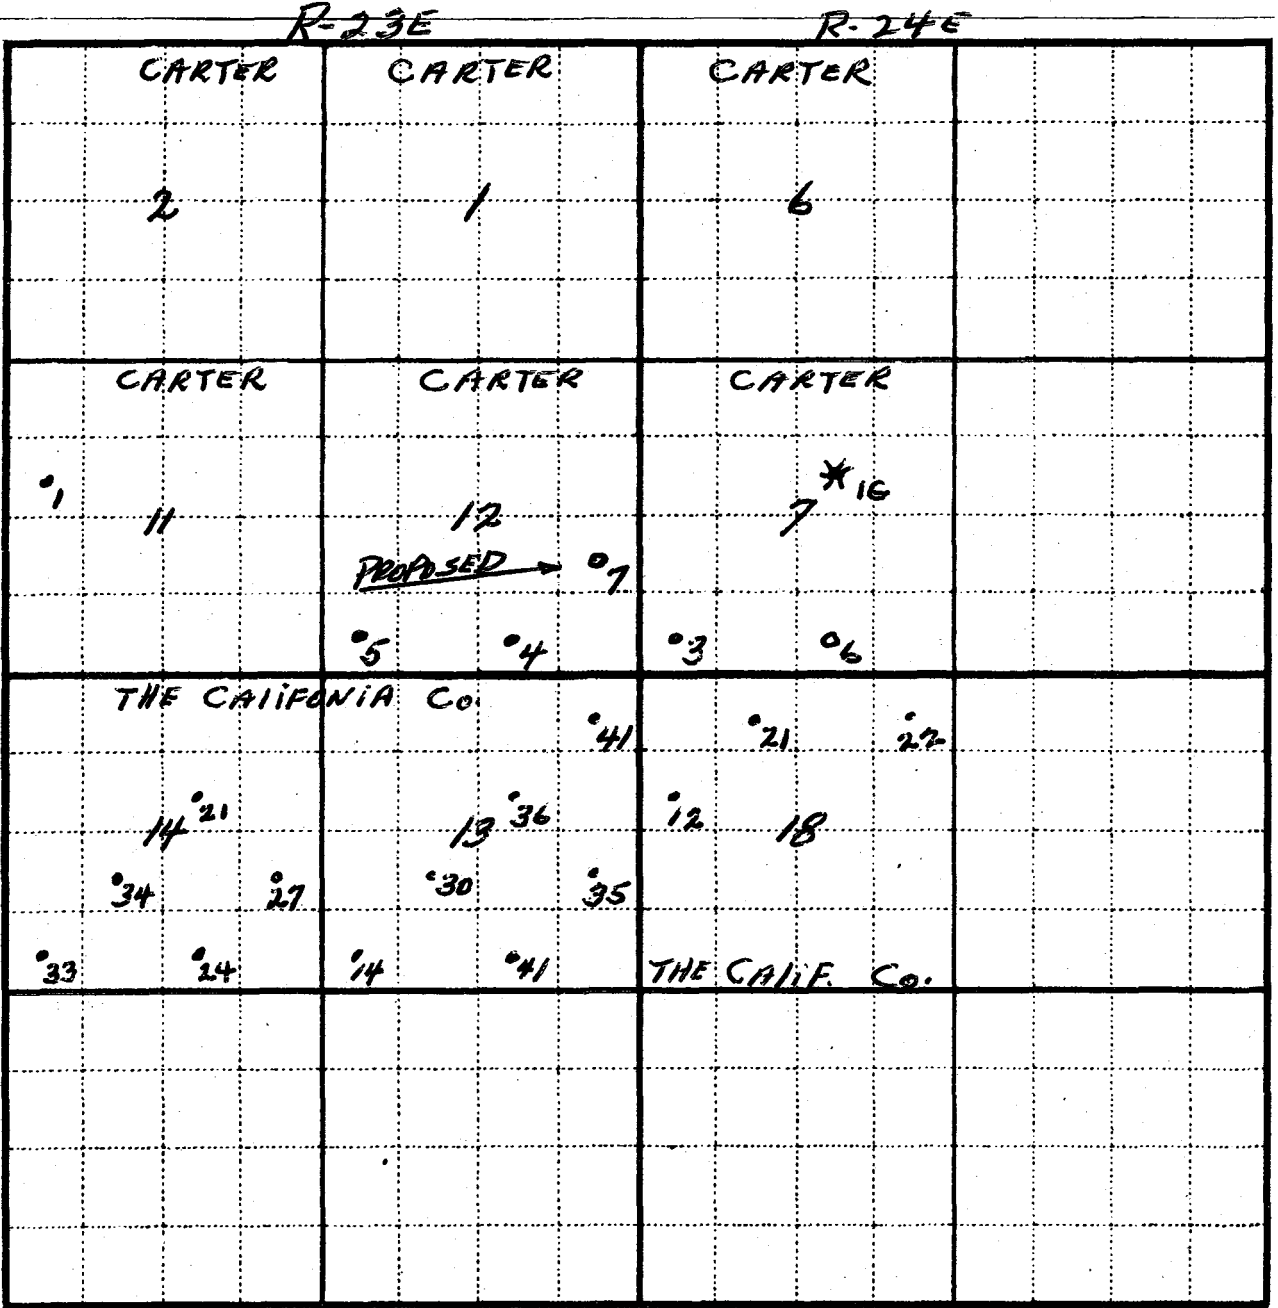 R-23E R-24E
CARTER CARTER CARTER
2 1 6
CARTER CARTER CARTER
1 11 12 7 16
PROPOSED 7
5 4 3 6
THE CALIFONIA Co.
41 21 22
14 21 13 36 12 18
34 27 30 35
33 24 14 41 THE CALIF. Co.